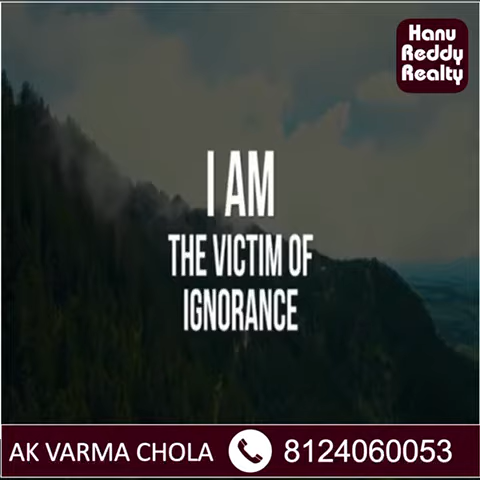 Hanu
Reddy
Realty
I AM
THE VICTIM OF
IGNORANCE
AK VARMA CHOLA 8124060053